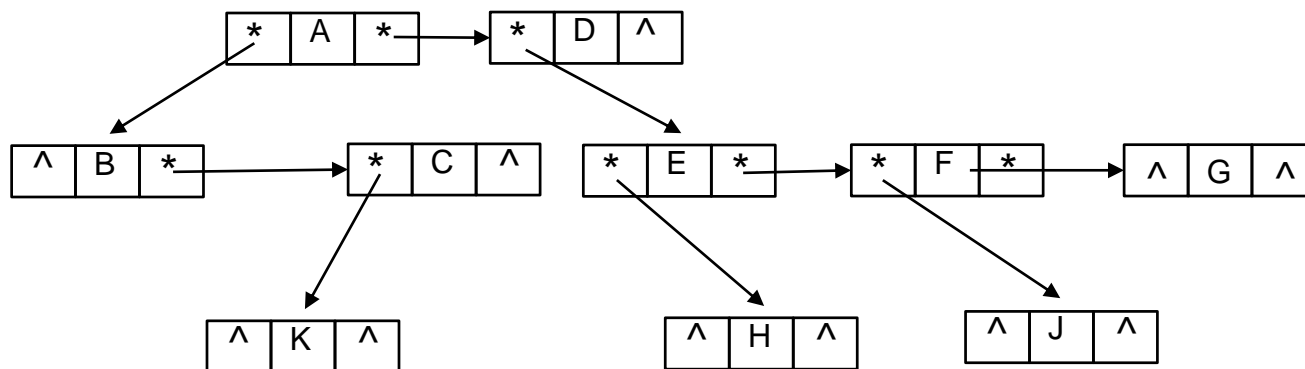 * A * * D ^
^ B * * C ^ * E * * F * ^ G ^
^ K ^ ^ H ^ ^ J ^